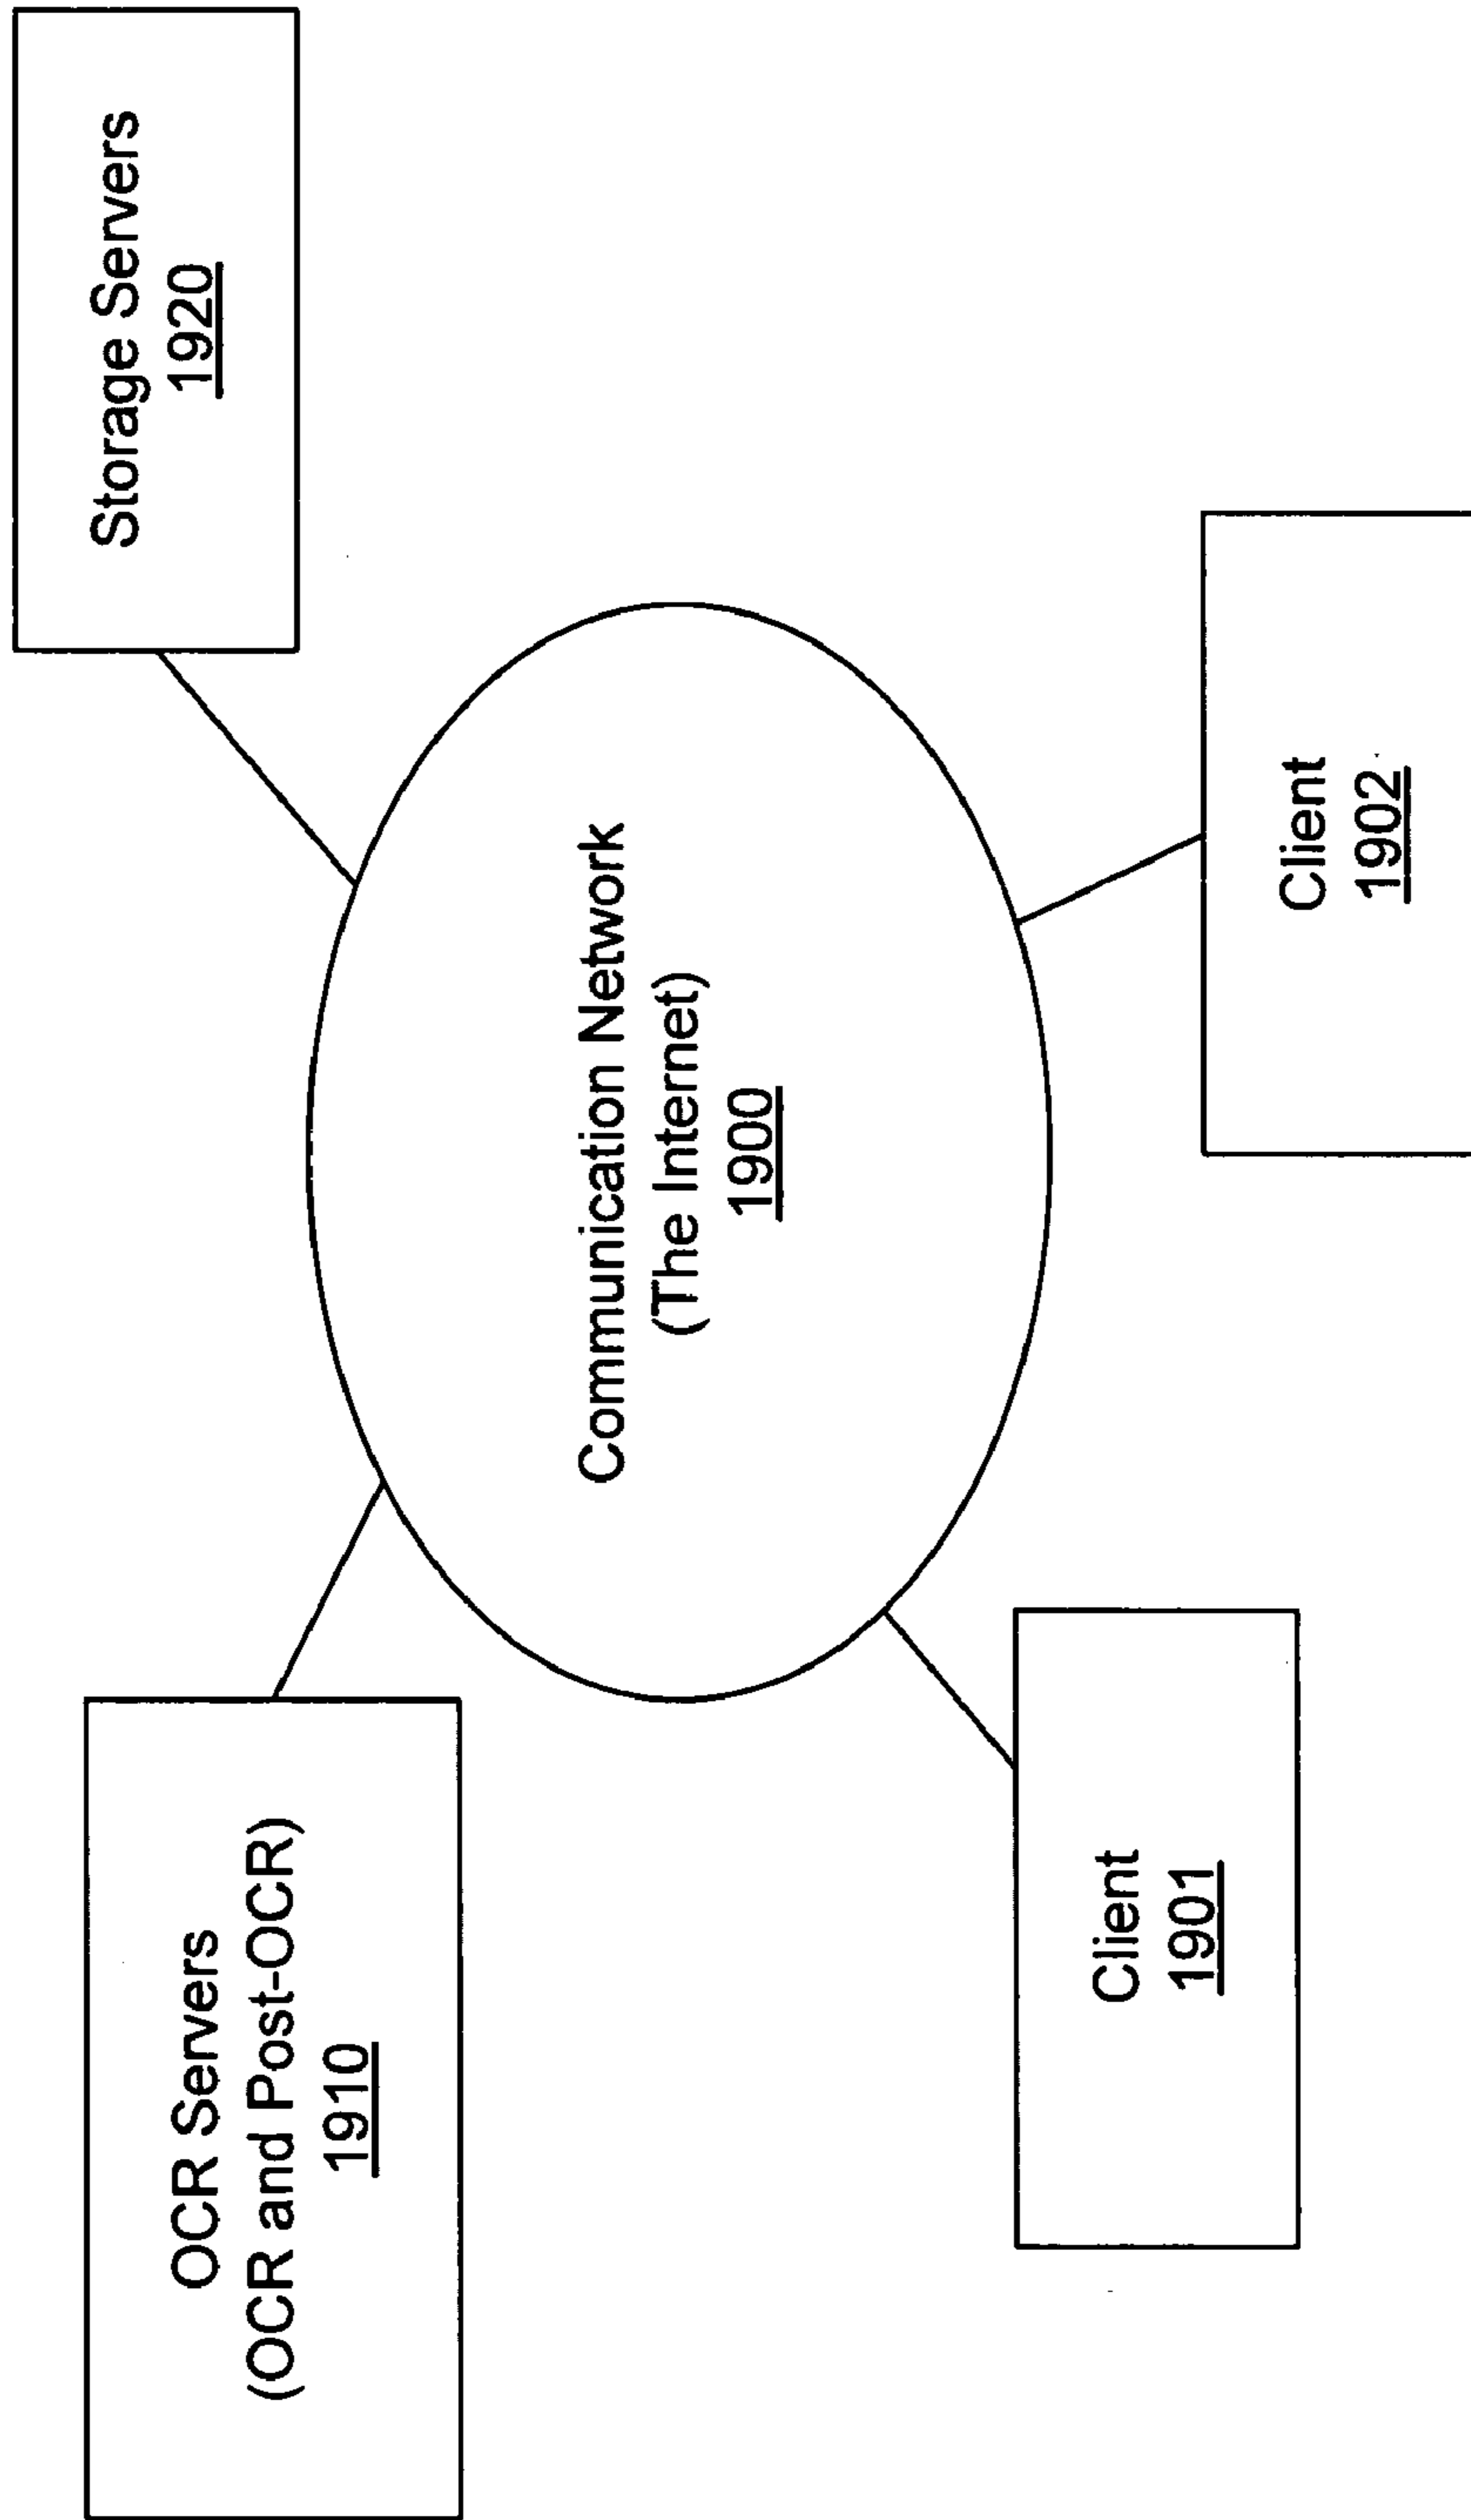 OCR Servers
(OCR and Post-OCR)
1910
Storage Servers
1920
Communication Network
(The Internet)
1900
Client
1901
Client
1902